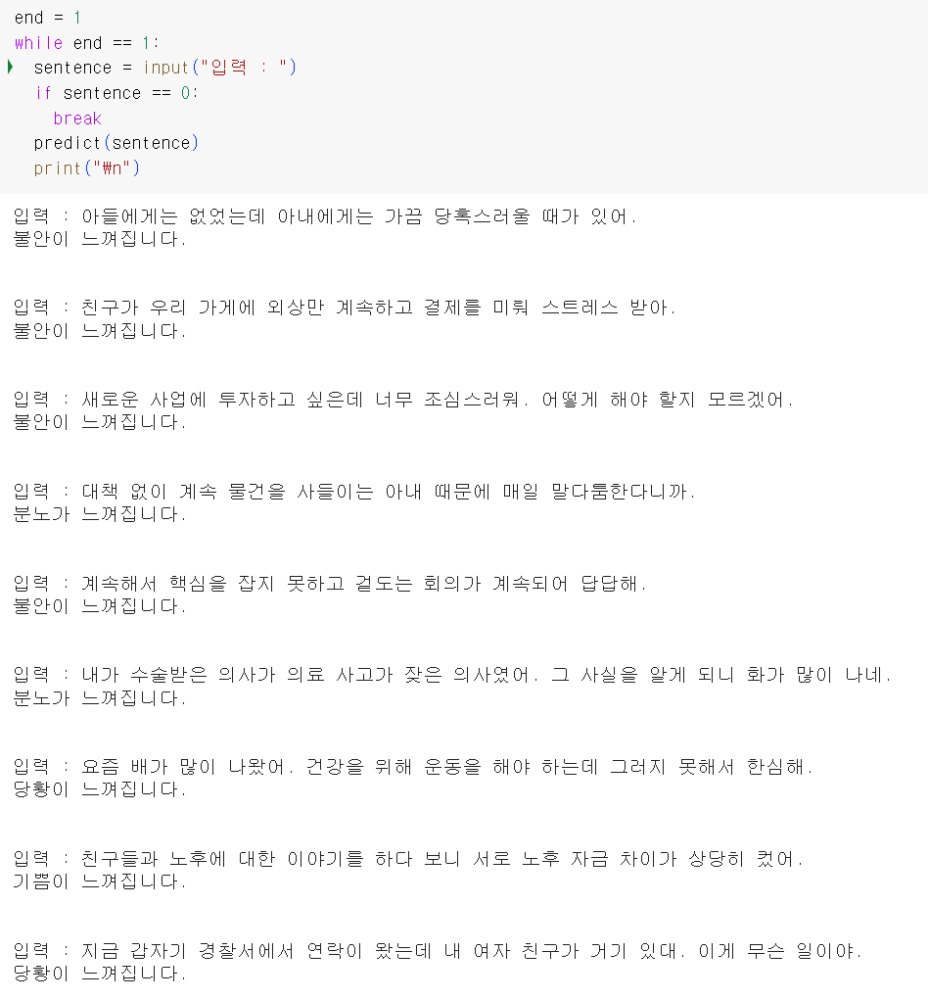 end = 1
while end == 1:
sentence = input("입력 : ")
if sentence == 0:
break
predict(sentence)
print("₩n")
입력 : 아들에게는 없었는데 아내에게는 가끔 당혹스러울 때가 있어.
불안이 느껴집니다.
입력 : 친구가 우리 가게에 외상만 계속하고 결제를 미뤄 스트레스 받아.
불안이 느껴집니다.
입력 : 새로운 사업에 투자하고 싶은데 너무 조심스러워. 어떻게 해야 할지 모르겠어.
불안이 느껴집니다.
입력 : 대책 없이 계속 물건을 사들이는 아내 때문에 매일 말다툼한다니까.
분노가 느껴집니다.
입력 : 계속해서 핵심을 잡지 못하고 겉도는 회의가 계속되어 답답해.
불안이 느껴집니다.
입력 : 내가 수술받은 의사가 의료 사고가 잦은 의사였어. 그 사실을 알게 되니 화가 많이 나네.
분노가 느껴집니다.
입력 : 요즘 배가 많이 나왔어. 건강을 위해 운동을 해야 하는데 그러지 못해서 한심해.
당황이 느껴집니다.
입력 : 친구들과 노후에 대한 이야기를 하다 보니 서로 노후 자금 차이가 상당히 컸어.
기쁨이 느껴집니다.
입력 : 지금 갑자기 경찰서에서 연락이 왔는데 내 여자 친구가 거기 있대. 이게 무슨 일이야.
당황이 느껴집니다.